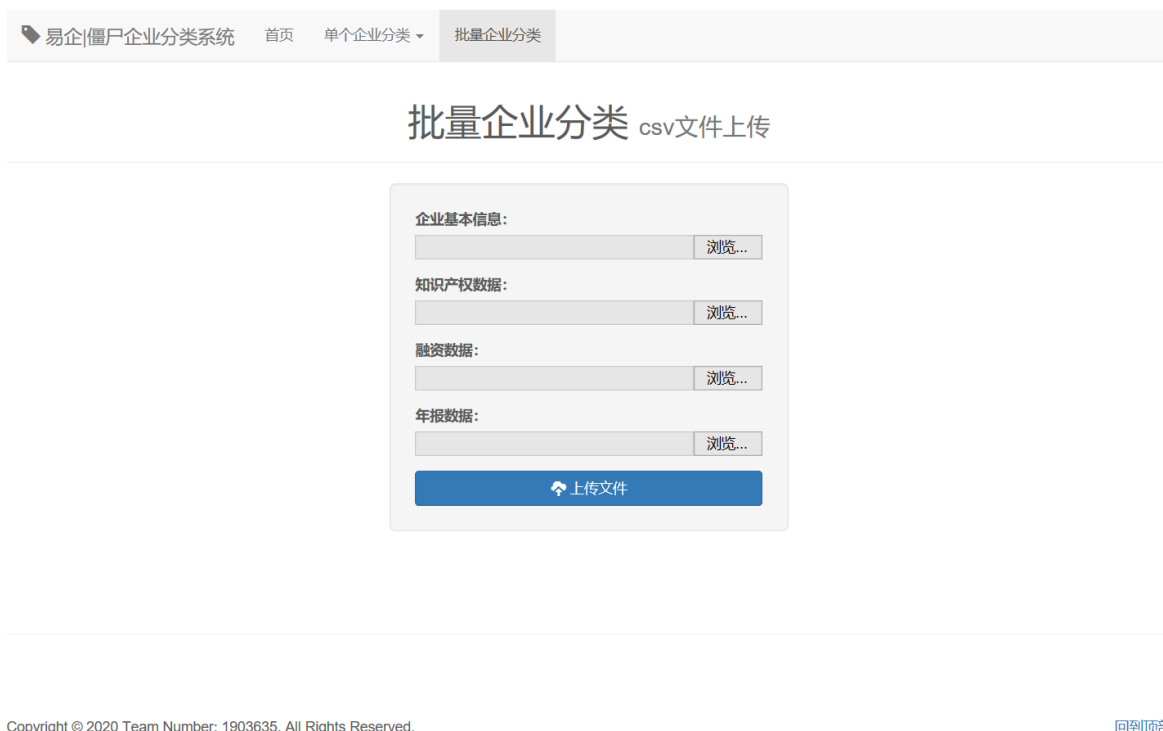 易企|僵尸企业分类系统 首页 单个企业分类 批量企业分类
批量企业分类 csv文件上传
企业基本信息：
浏览...
知识产权数据：
浏览...
融资数据：
浏览...
年报数据：
浏览...
上传文件
Copyright © 2020 Team Number: 1903635. All Rights Reserved. 回到顶部